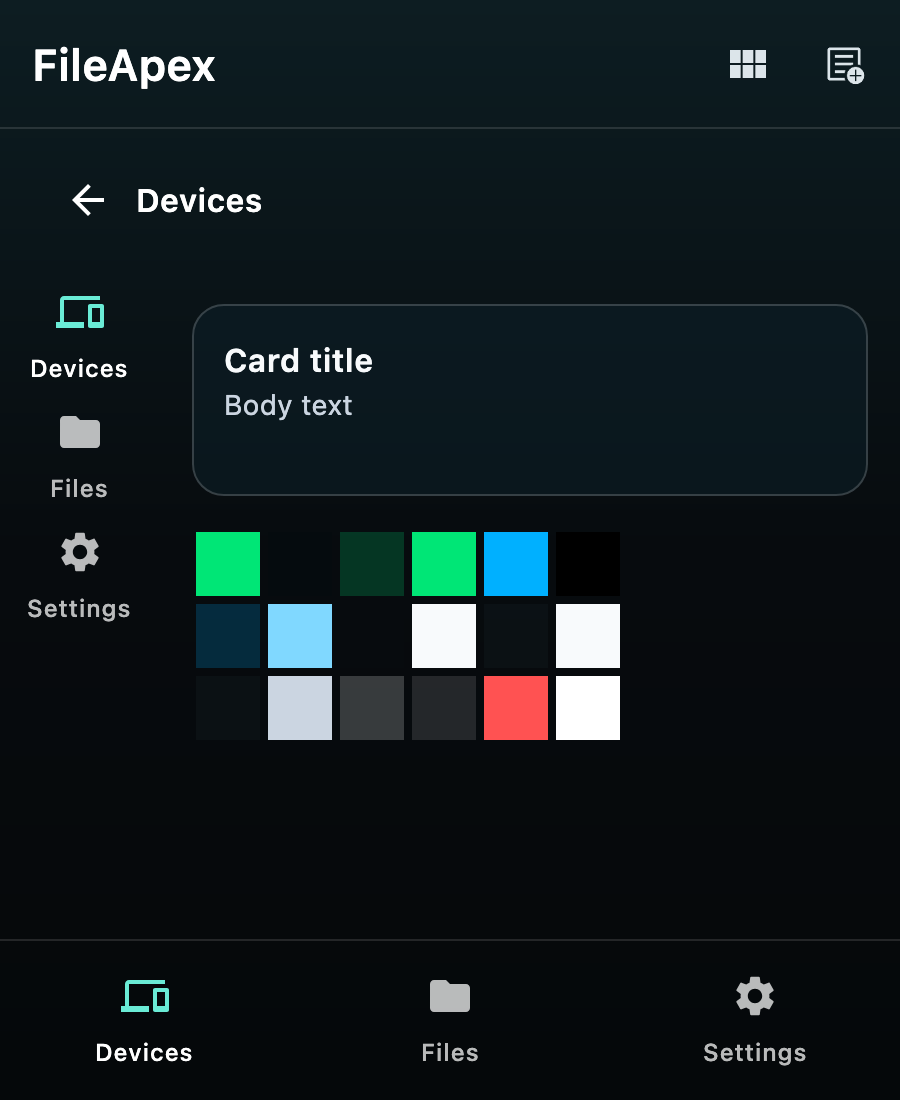 FileApex
Devices
Devices
Files
Settings
Card title
Body text
Devices
Files
Settings